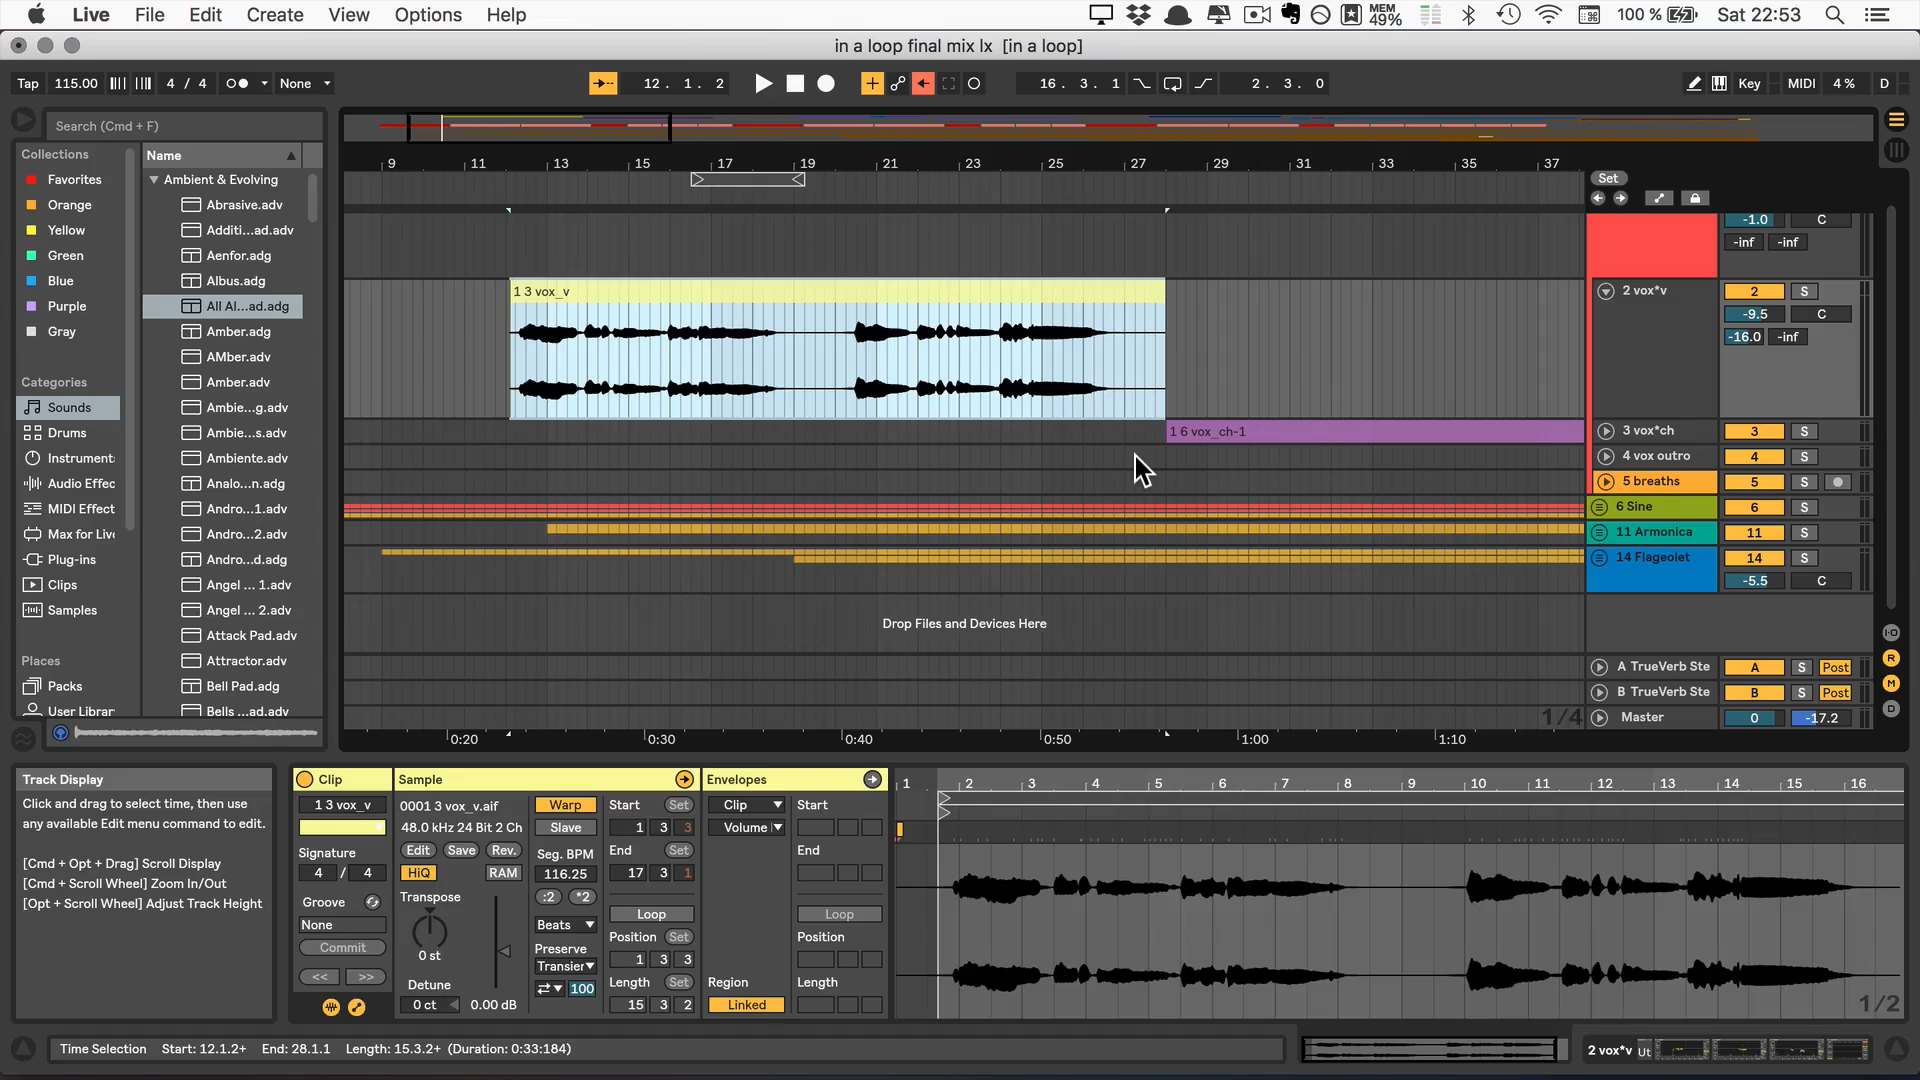 Live File Edit Create View Options Help MEM 49% 100 % Sat 22:53
in a loop final mix lx [in a loop]
Tap 115.00 4 / 4 None 12. 1. 2 16. 3. 1 2. 3. 0 Key MIDI 4 % D
Search (Cmd + F)
Collections
Favorites
Orange
Yellow
Green
Blue
Purple
Gray
Categories
Sounds
Drums
Instruments
Audio Effec
MIDI Effect
Max for Live
Plug-ins
Clips
Samples
Places
Packs
User Librar
Name
Ambient & Evolving
Abrasive.adv
Additi...ad.adv
Aenfor.adg
Albus.adg
All Al...ad.adg
Amber.adg
AMber.adv
Amber.adv
Ambie...g.adv
Ambie...s.adv
Ambiente.adv
Analo...n.adg
Andro...1.adv
Andro...2.adv
Andro...d.adg
Angel ... 1.adv
Angel ... 2.adv
Attack Pad.adv
Attractor.adv
Bell Pad.adg
Bells ...ad.adv
9 11 13 15 17 19 21 23 25 27 29 31 33 35 37
1 3 vox_v
1 6 vox_ch-1
Drop Files and Devices Here
1/4
0:20 0:30 0:40 0:50 1:00 1:10
Set
-1.0 C
-inf -inf
2 vox*v 2 S
-9.5 C
-16.0 -inf
3 vox*ch 3 S
4 vox outro 4 S
5 breaths 5 S
6 Sine 6 S
11 Armonica 11 S
14 Flageolet 14 S
-5.5 C
A TrueVerb Ste A S Post
B TrueVerb Ste B S Post
Master 0 -17.2
I·O
R
M
D
Track Display
Click and drag to select time, then use
any available Edit menu command to edit.
[Cmd + Opt + Drag] Scroll Display
[Cmd + Scroll Wheel] Zoom In/Out
[Opt + Scroll Wheel] Adjust Track Height
Clip
1 3 vox_v
Signature
4 / 4
Groove
None
Commit
<< >>
Sample
0001 3 vox_v.aif
48.0 kHz 24 Bit 2 Ch
Edit Save Rev.
HiQ RAM
Transpose
0 st
Detune
0 ct 0.00 dB
Warp
Slave
Seg. BPM
116.25
:2 *2
Beats
Preserve
Transier
100
Start Set
1 3 3
End Set
17 3 1
Loop
Position Set
1 3 3
Length Set
15 3 2
Envelopes
Clip
Volume
Region
Linked
Start
End
Loop
Position
Length
1 2 3 4 5 6 7 8 9 10 11 12 13 14 15 16
1/2
Time Selection Start: 12.1.2+ End: 28.1.1 Length: 15.3.2+ (Duration: 0:33:184)
2 vox*v Ut